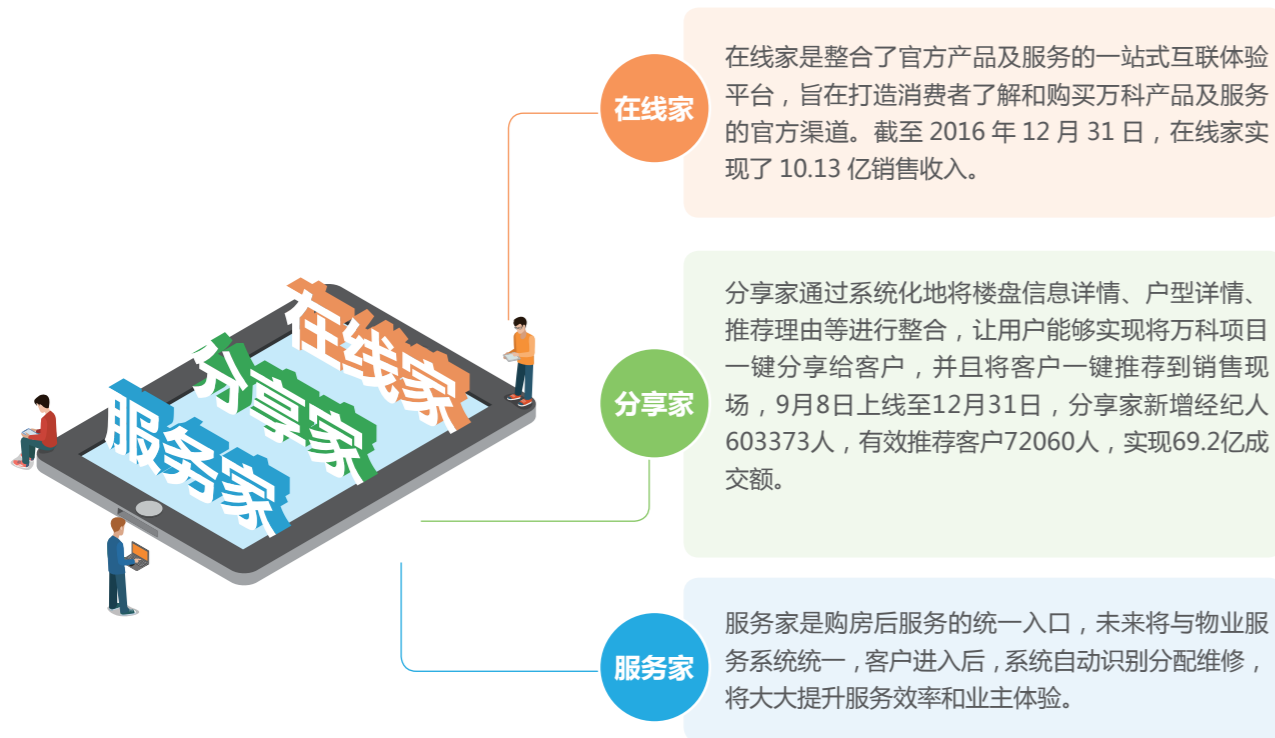 在线家
在线家是整合了官方产品及服务的一站式互联体验
平台，旨在打造消费者了解和购买万科产品及服务
的官方渠道。截至 2016 年 12 月 31 日，在线家实
现了 10.13 亿销售收入。
分享家
分享家通过系统化地将楼盘信息详情、户型详情、
推荐理由等进行整合，让用户能够实现将万科项目
一键分享给客户，并且将客户一键推荐到销售现
场，9月8日上线至12月31日，分享家新增经纪人
603373人，有效推荐客户72060人，实现69.2亿成
交额。
服务家
服务家是购房后服务的统一入口，未来将与物业服
务系统统一，客户进入后，系统自动识别分配维修，
将大大提升服务效率和业主体验。
在线家
分享家
服务家